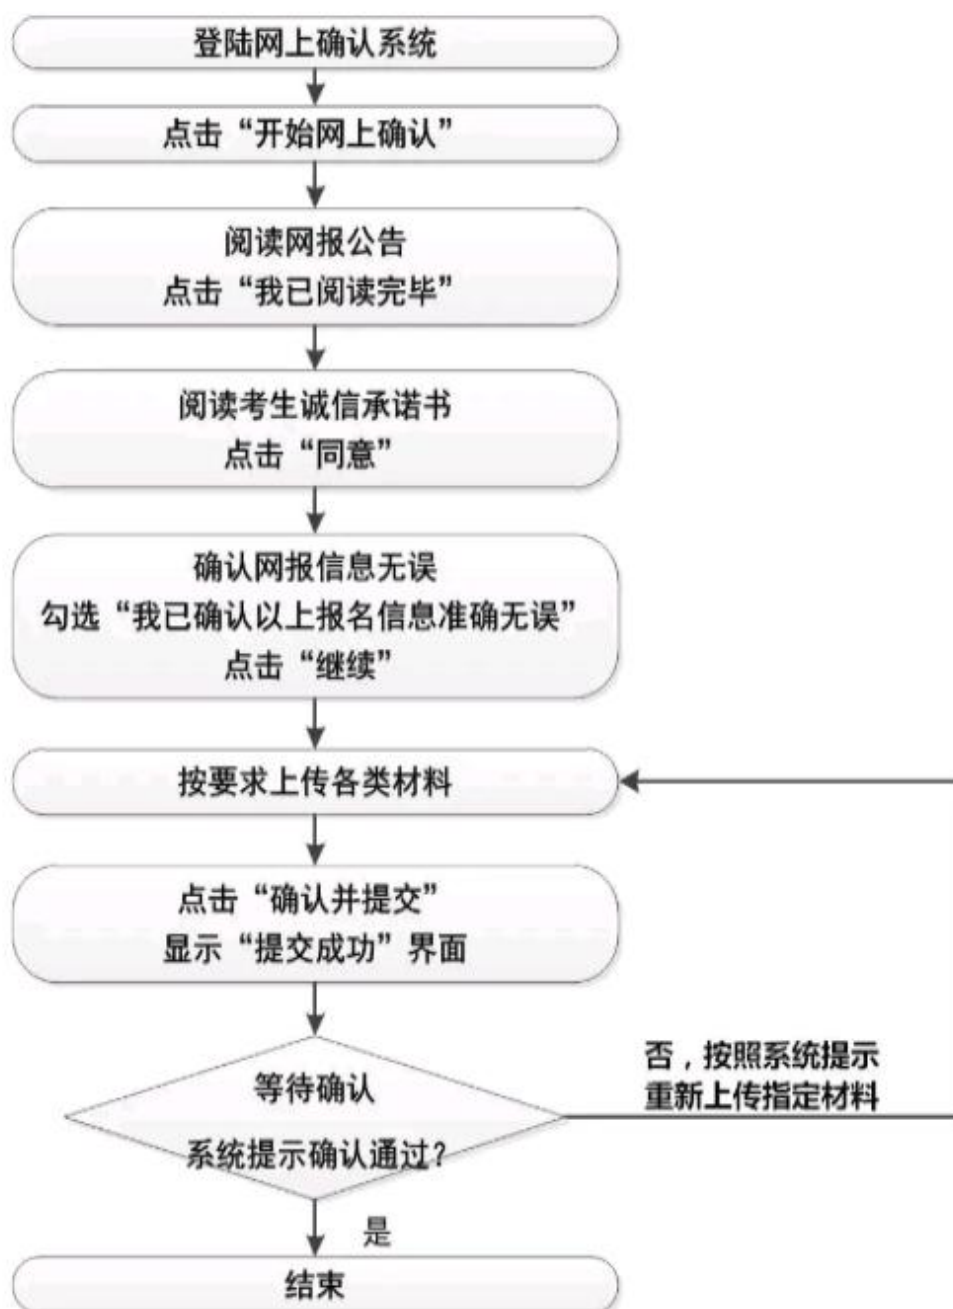 登陆网上确认系统
点击“开始网上确认”
阅读网报公告
点击“我已阅读完毕”
阅读考生诚信承诺书
点击“同意”
确认网报信息无误
勾选“我已确认以上报名信息准确无误”
点击“继续”
按要求上传各类材料
点击“确认并提交”
显示“提交成功”界面
等待确认
系统提示确认通过?
否，按照系统提示
重新上传指定材料
是
结束